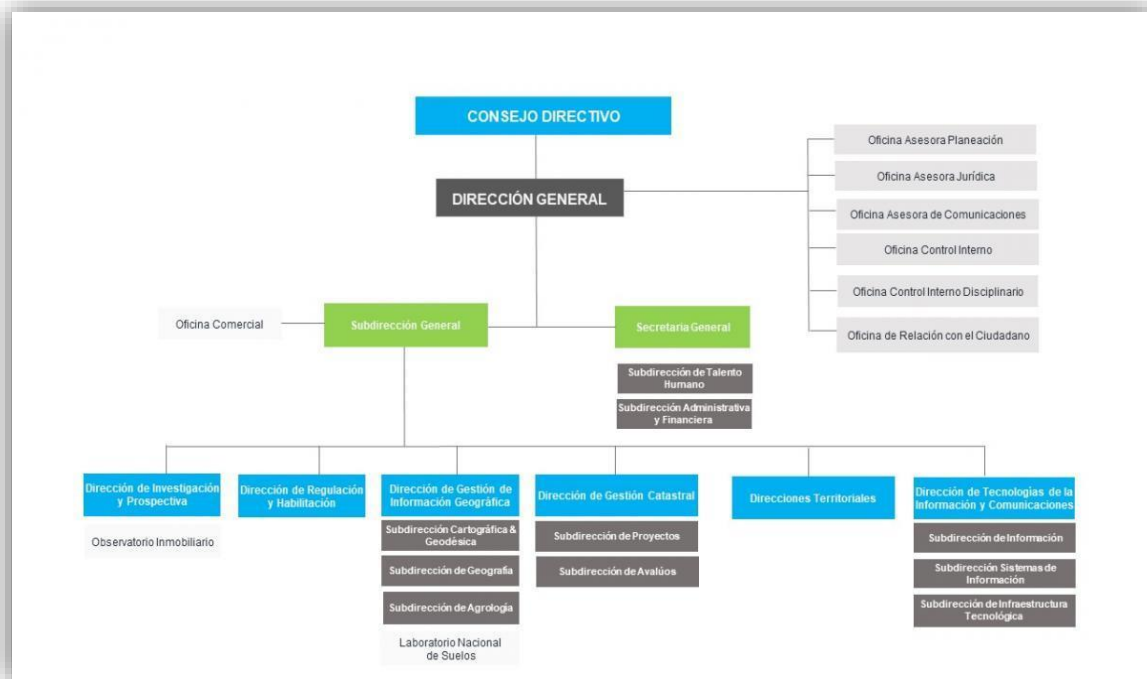 CONSEJO DIRECTIVO
DIRECCIÓN GENERAL
Oficina Asesora Planeación
Oficina Asesora Jurídica
Oficina Asesora de Comunicaciones
Oficina Control Interno
Oficina Control Interno Disciplinario
Oficina de Relación con el Ciudadano
Oficina Comercial
Subdirección General
Secretaria General
Subdirección de Talento
Humano
Subdirección Administrativa
y Financiera
Dirección de Investigación
y Prospectiva
Observatorio Inmobiliario
Dirección de Regulación
y Habilitación
Dirección de Gestión de
Información Geográfica
Subdirección Cartográfica &
Geodésica
Subdirección de Geografía
Subdirección de Agrología
Laboratorio Nacional
de Suelos
Dirección de Gestión Catastral
Subdirección de Proyectos
Subdirección de Avalúos
Direcciones Territoriales
Dirección de Tecnologías de la
Información y Comunicaciones
Subdirección de Información
Subdirección Sistemas de
Información
Subdirección de Infraestructura
Tecnológica